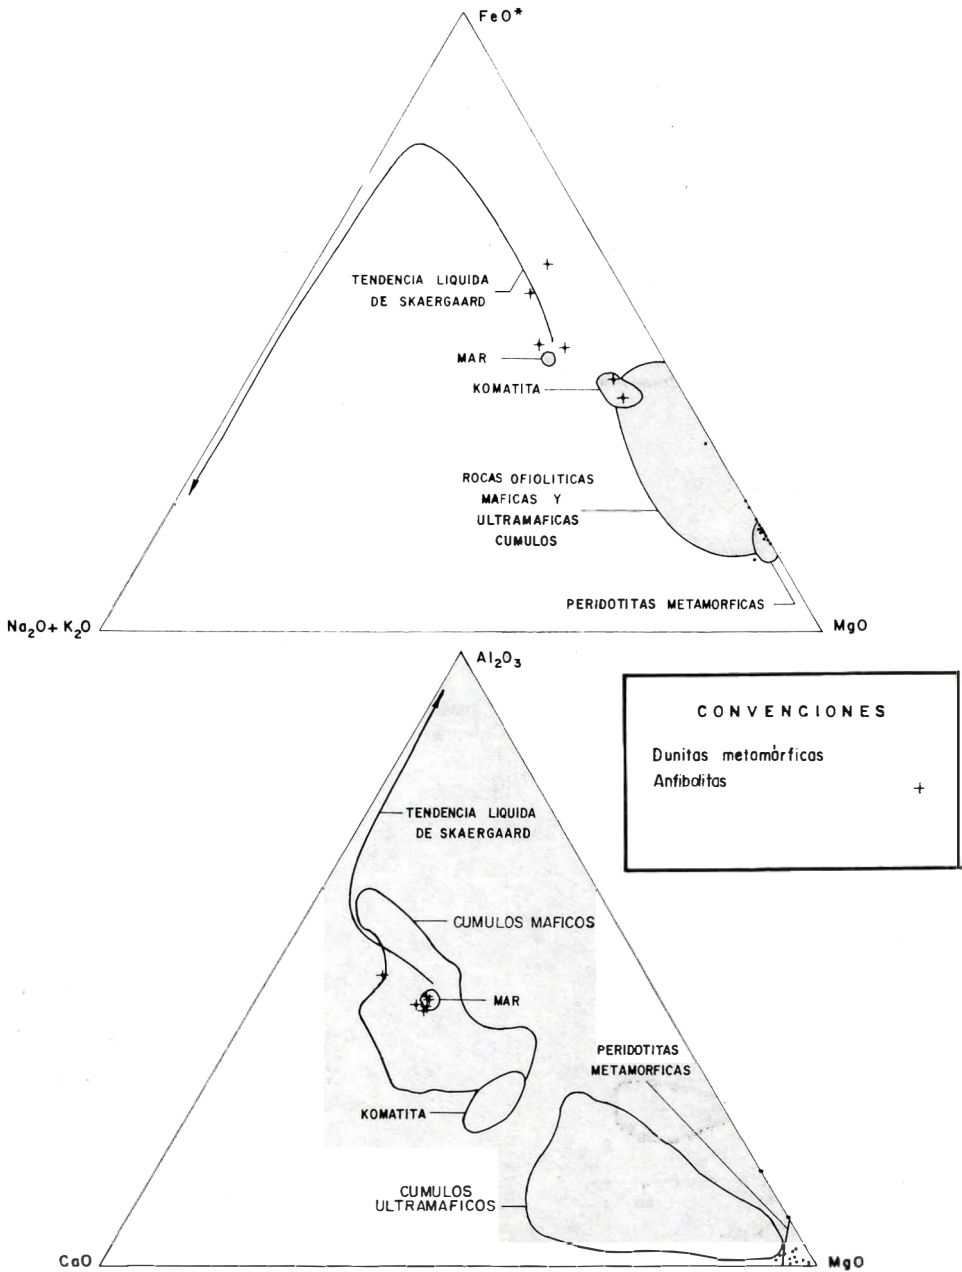 FeO*
TENDENCIA LIQUIDA
DE SKAERGAARD
MAR
KOMATITA
ROCAS OFIOLITICAS
MAFICAS Y
ULTRAMAFICAS
CUMULOS
PERIDOTITAS METAMORFICAS
Na₂O+K₂O
MgO
Al₂O₃
CONVENCIONES
Dunitas metamórficas
Anfibolitas +
TENDENCIA LIQUIDA
DE SKAERGAARD
CUMULOS MAFICOS
MAR
PERIDOTITAS
METAMORFICAS
KOMATITA
CUMULOS
ULTRAMAFICOS
CaO
MgO